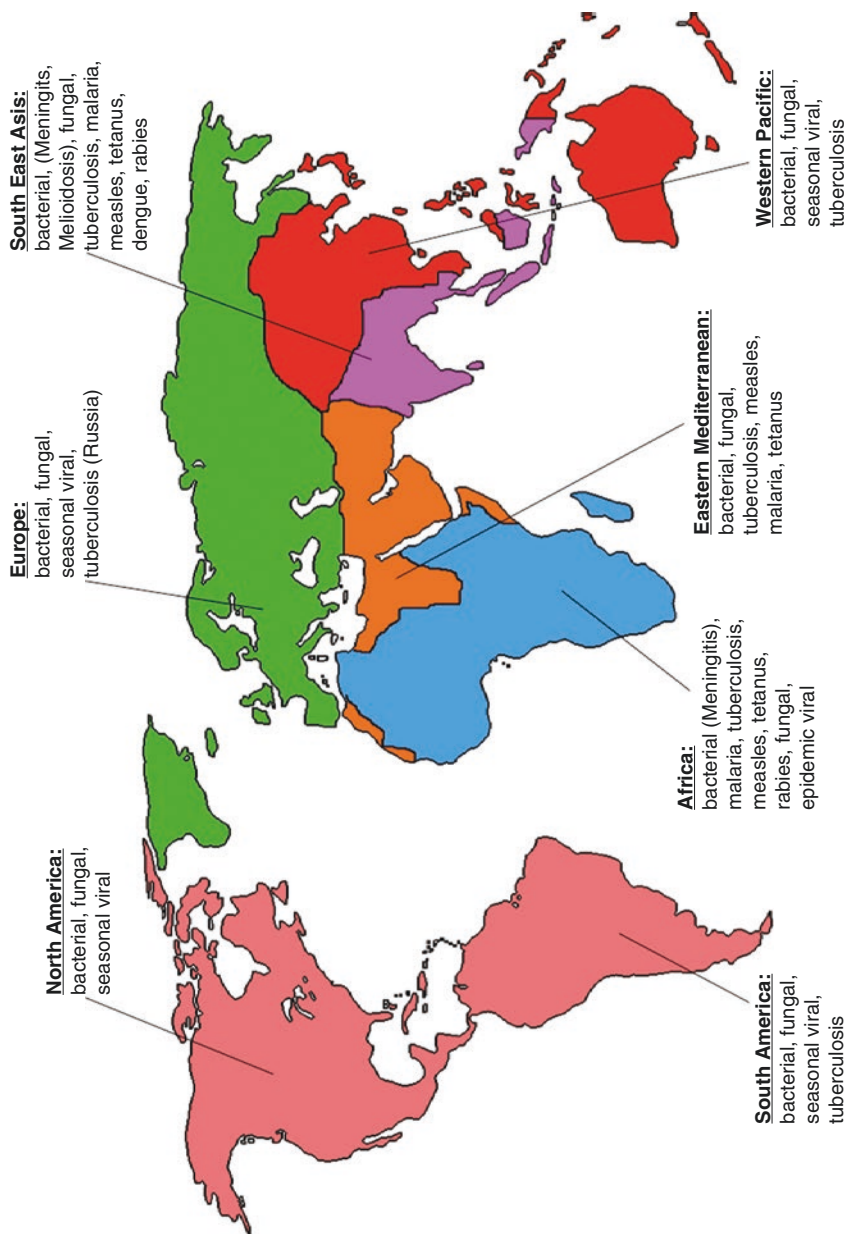 North America:
bacterial, fungal,
seasonal viral
Europe:
bacterial, fungal,
seasonal viral,
tuberculosis (Russia)
South East Asis:
bacterial, (Meningits,
Melioidosis), fungal,
tuberculosis, malaria,
measles, tetanus,
dengue, rabies
South America:
bacterial, fungal,
seasonal viral,
tuberculosis
Africa:
bacterial (Meningitis),
malaria, tuberculosis,
measles, tetanus,
rabies, fungal,
epidemic viral
Eastern Mediterranean:
bacterial, fungal,
tuberculosis, measles,
malaria, tetanus
Western Pacific:
bacterial, fungal,
seasonal viral,
tuberculosis